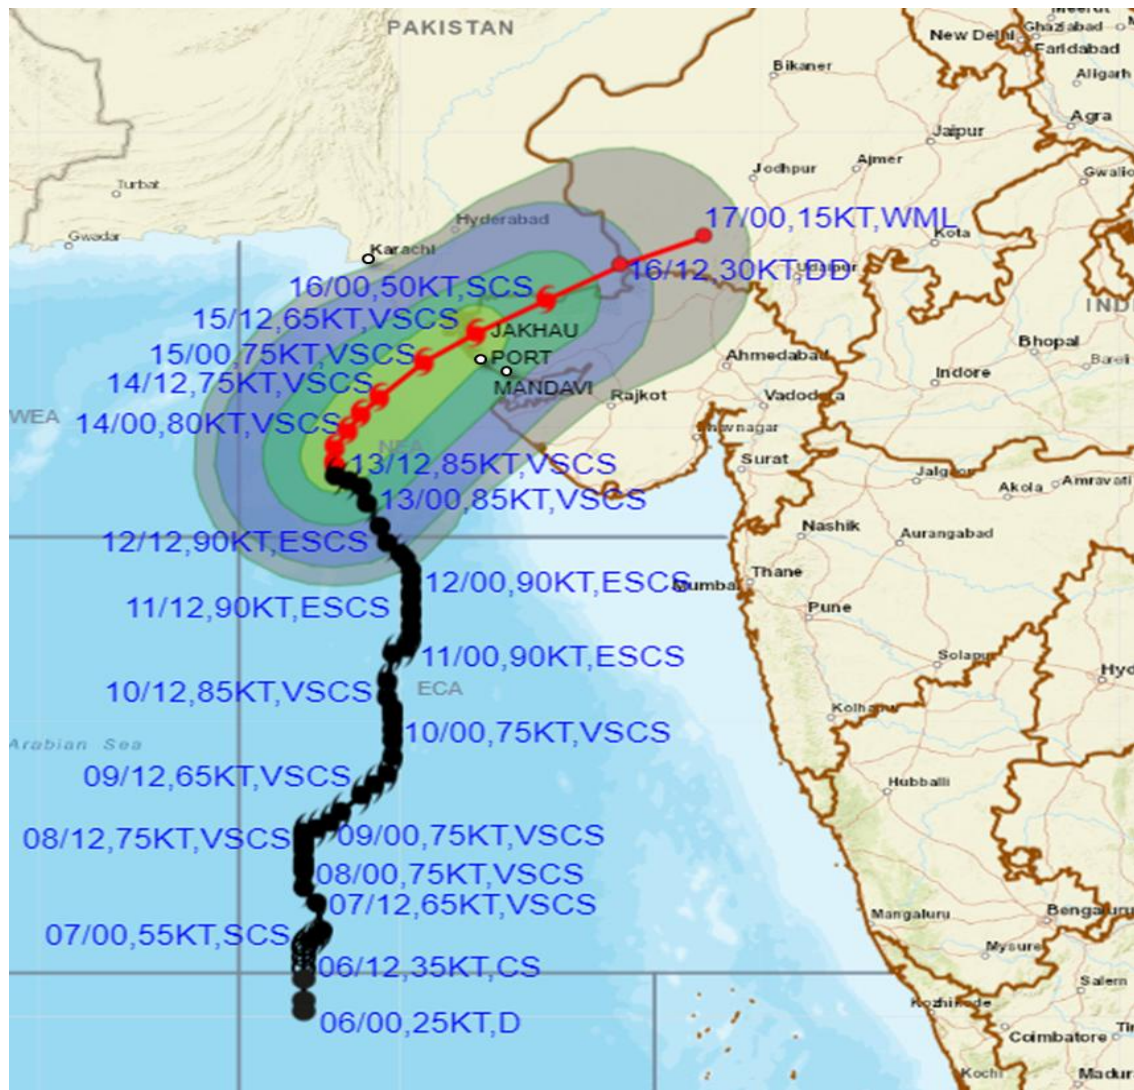 PAKISTAN
New Delhi
Ghaziabad
Faridabad
Bikaner
Aligarh
Agra
Jaipur
Turbat
Jodhpur
Ajmer
Hyderabad
17/00,15KT,WML
Gwadar
Karachi
Kota
16/12,30KT,DD
Udaipur
16/00,50KT,SCS
15/12,65KT,VSCS
JAKHAU
PORT
15/00,75KT,VSCS
Ahmedabad
Bhopal
14/12,75KT,VSCS
MANDAVI
Indore
Rajkot
Vadodara
WEA
14/00,80KT,VSCS
NEA
13/12,85KT,VSCS
Surat
Jalgaon
Akola
Amravati
13/00,85KT,VSCS
Nashik
Aurangabad
12/12,90KT,ESCS
12/00,90KT,ESCS
Mumbai
Thane
11/12,90KT,ESCS
Pune
11/00,90KT,ESCS
Solapur
10/12,85KT,VSCS
ECA
Kolhapur
10/00,75KT,VSCS
Arabian Sea
09/12,65KT,VSCS
Hubballi
08/12,75KT,VSCS
09/00,75KT,VSCS
08/00,75KT,VSCS
07/12,65KT,VSCS
Mangaluru
Bengaluru
07/00,55KT,SCS
Mysuru
06/12,35KT,CS
Salem
Kozhikode
06/00,25KT,D
Coimbatore
Kochi
Madur